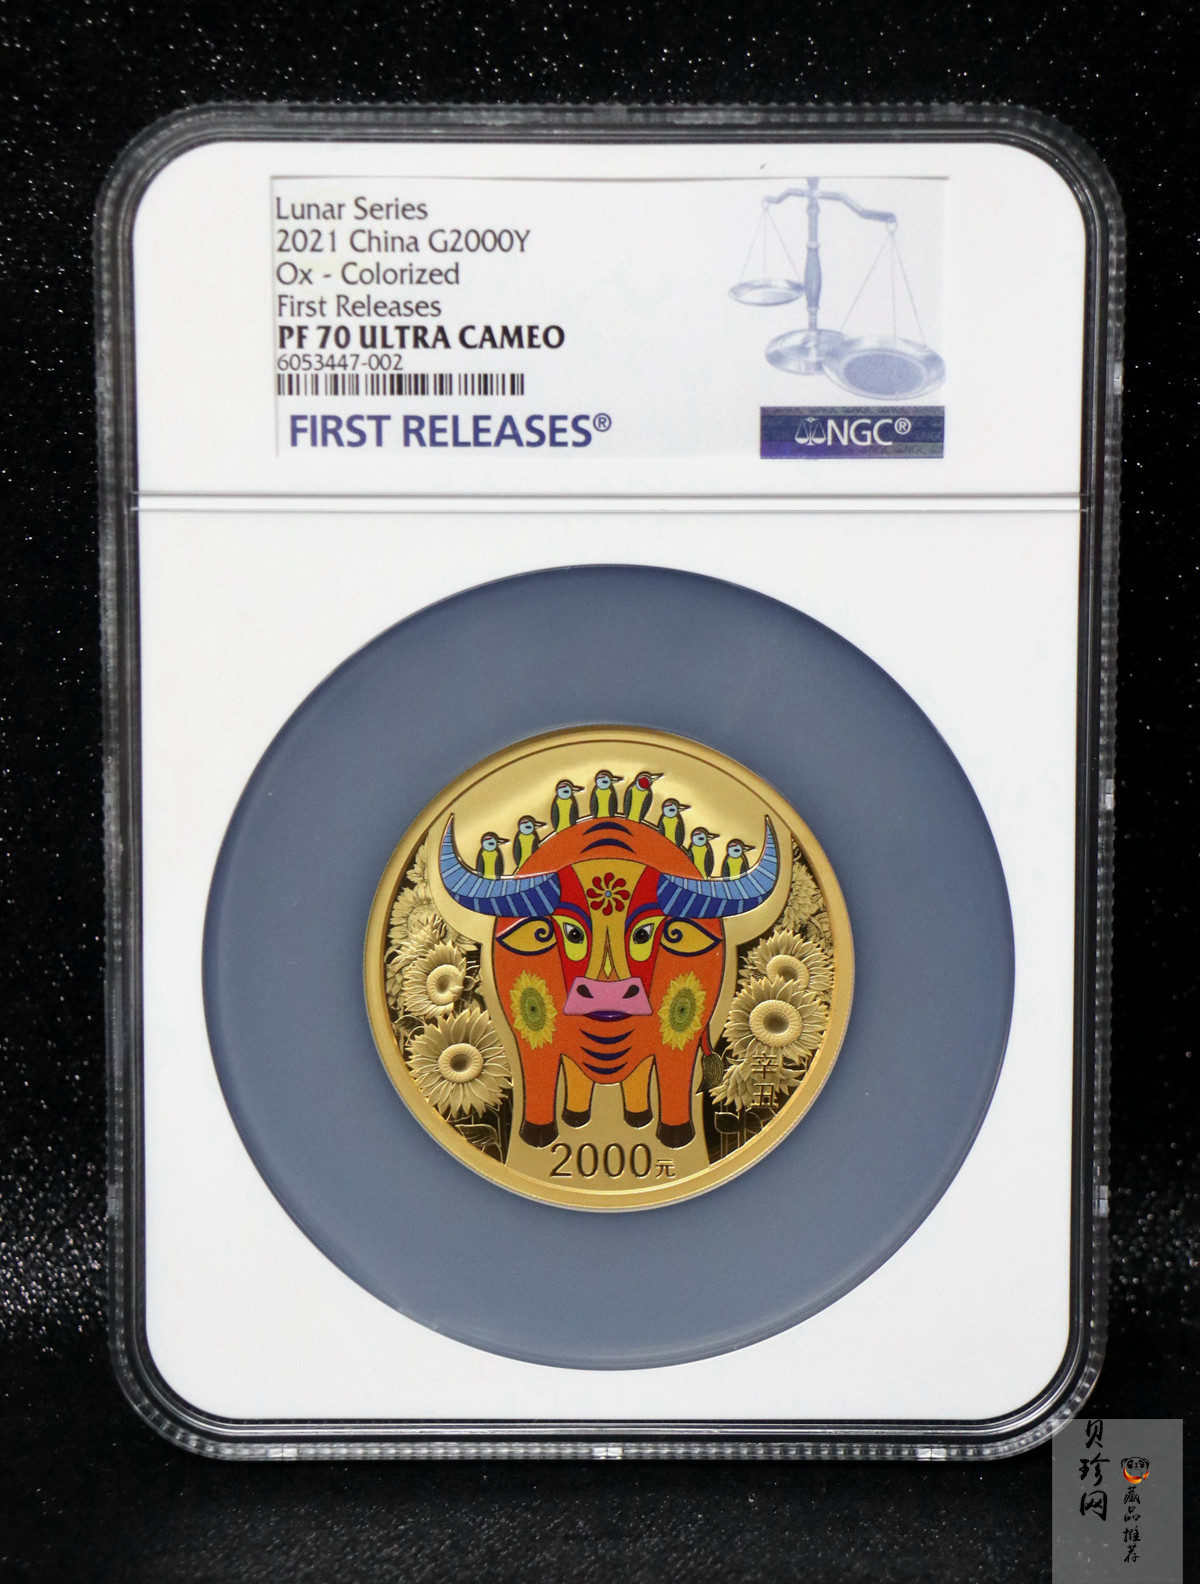 Lunar Series
2021 China G2000Y
Ox - Colorized
First Releases
PF 70 ULTRA CAMEO
6053447-002
FIRST RELEASES®
NGC®
辛丑
2000元
贝珍网
藏品推荐